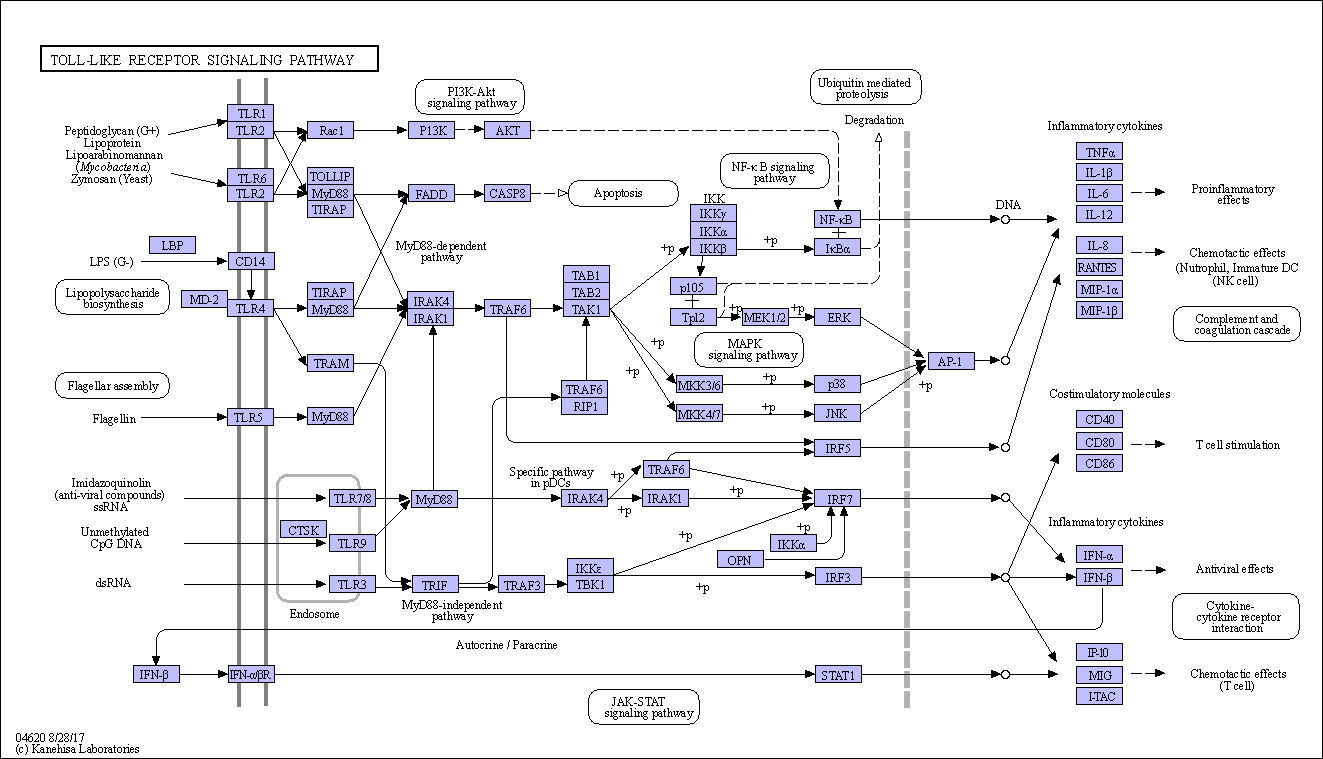 TOLL-LIKE RECEPTOR SIGNALING PATHWAY
PI3K-Akt
signaling pathway
Ubiquitin mediated
proteolysis
Degradation
TLR1
TLR2
Peptidoglycan (G+)
Lipoprotein
Lipoarabinomannan
(Mycobacteria)
Zymosan (Yeast)
Rac1
P13K
AKT
Inflammatory cytokines
TNFα
IL-1β
IL-6
IL-12
Proinflammatory
effects
TLR6
TLR2
TOLLIP
MyD88
TIRAP
FADD
CASP8
Apoptosis
NF-κ B signaling
pathway
IKK
IKKγ
IKKα
IKKβ
NF-κB
IκBα
+p
+p
DNA
IL-8
RANTES
MIP-1α
MIP-1β
Chemotactic effects
(Nutrophil, Immature DC
(NK cell)
LBP
LPS (G-)
CD14
MyD88-dependent
pathway
Lipopolysaccharide
biosynthesis
MD-2
TLR4
TIRAP
MyD88
IRAK4
IRAK1
TRAF6
TAB1
TAB2
TAK1
p105
Tpl2
+p
MEK1/2
+p
ERK
Complement and
coagulation cascade
MAPK
signaling pathway
+p
+p
AP-1
+p
TRAM
MKK3/6
+p
p38
MKK4/7
+p
JNK
Flagellar assembly
Flagellin
TLR5
MyD88
TRAF6
RIP1
Costimulatory molecules
CD40
CD80
CD86
T cell stimulation
IRF5
Specific pathway
in pDCs
TRAF6
Imidazoquinolin
(anti-viral compounds)
ssRNA
TLR7/8
MyD88
IRAK4
+p
+p
IRAK1
+p
IRF7
CTSK
Unmethylated
CpG DNA
TLR9
+p
+p
IKKα
OPN
Inflammatory cytokines
IFN-α
IFN-β
Antiviral effects
dsRNA
TLR3
TRIF
TRAF3
IKKε
TBK1
+p
IRF3
Endosome
MyD88-independent
pathway
Cytokine-
cytokine receptor
interaction
Autocrine / Paracrine
IFN-β
IFN-α/βR
STAT1
IP-10
MIG
I-TAC
Chemotactic effects
(T cell)
JAK-STAT
signaling pathway
04620 8/28/17
(c) Kanehisa Laboratories